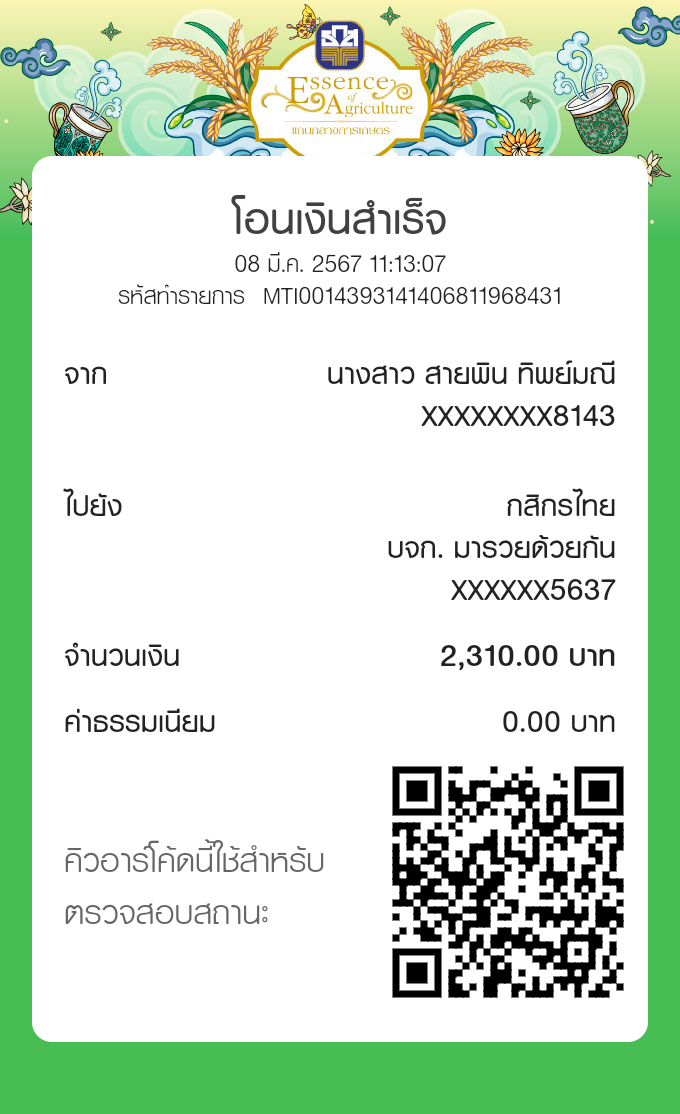 Essence
of
Agriculture
แก่นกลางการเกษตร
โอนเงินสำเร็จ
08 มี.ค. 2567 11:13:07
รหัสทำรายการ MTI0014393141406811968431
จาก นางสาว สายพิน ทิพย์มณี
XXXXXXXX8143
ไปยัง กสิกรไทย
บจก. มารวยด้วยกัน
XXXXXX5637
จำนวนเงิน 2,310.00 บาท
ค่าธรรมเนียม 0.00 บาท
คิวอาร์โค้ดนี้ใช้สำหรับ
ตรวจสอบสถานะ